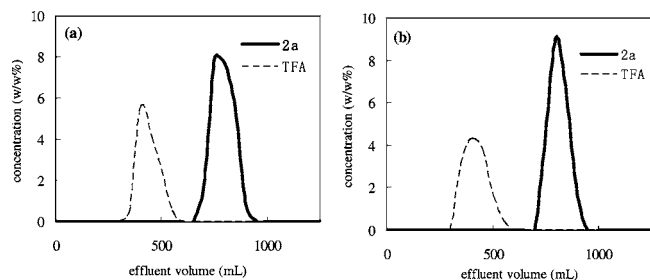 (a)
10
8
6
4
2
0
concentration (w/w%)
2a
TFA
0
500
1000
effluent volume (mL)
(b)
10
8
6
4
2
0
concentration (w/w%)
2a
TFA
0
500
1000
effluent volume (mL)